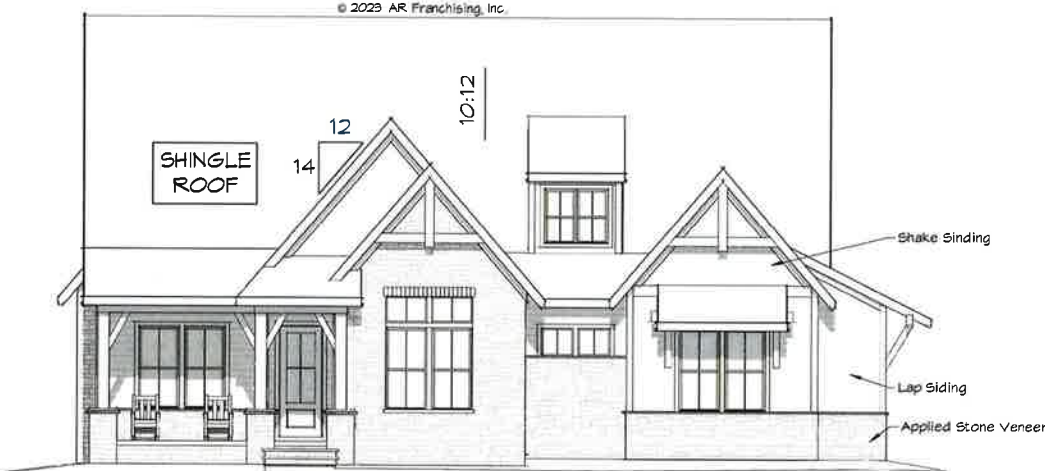 © 2023 AR Franchising, Inc.
10:12
12
14
SHINGLE
ROOF
Shake Sinding
Lap Siding
Applied Stone Veneer